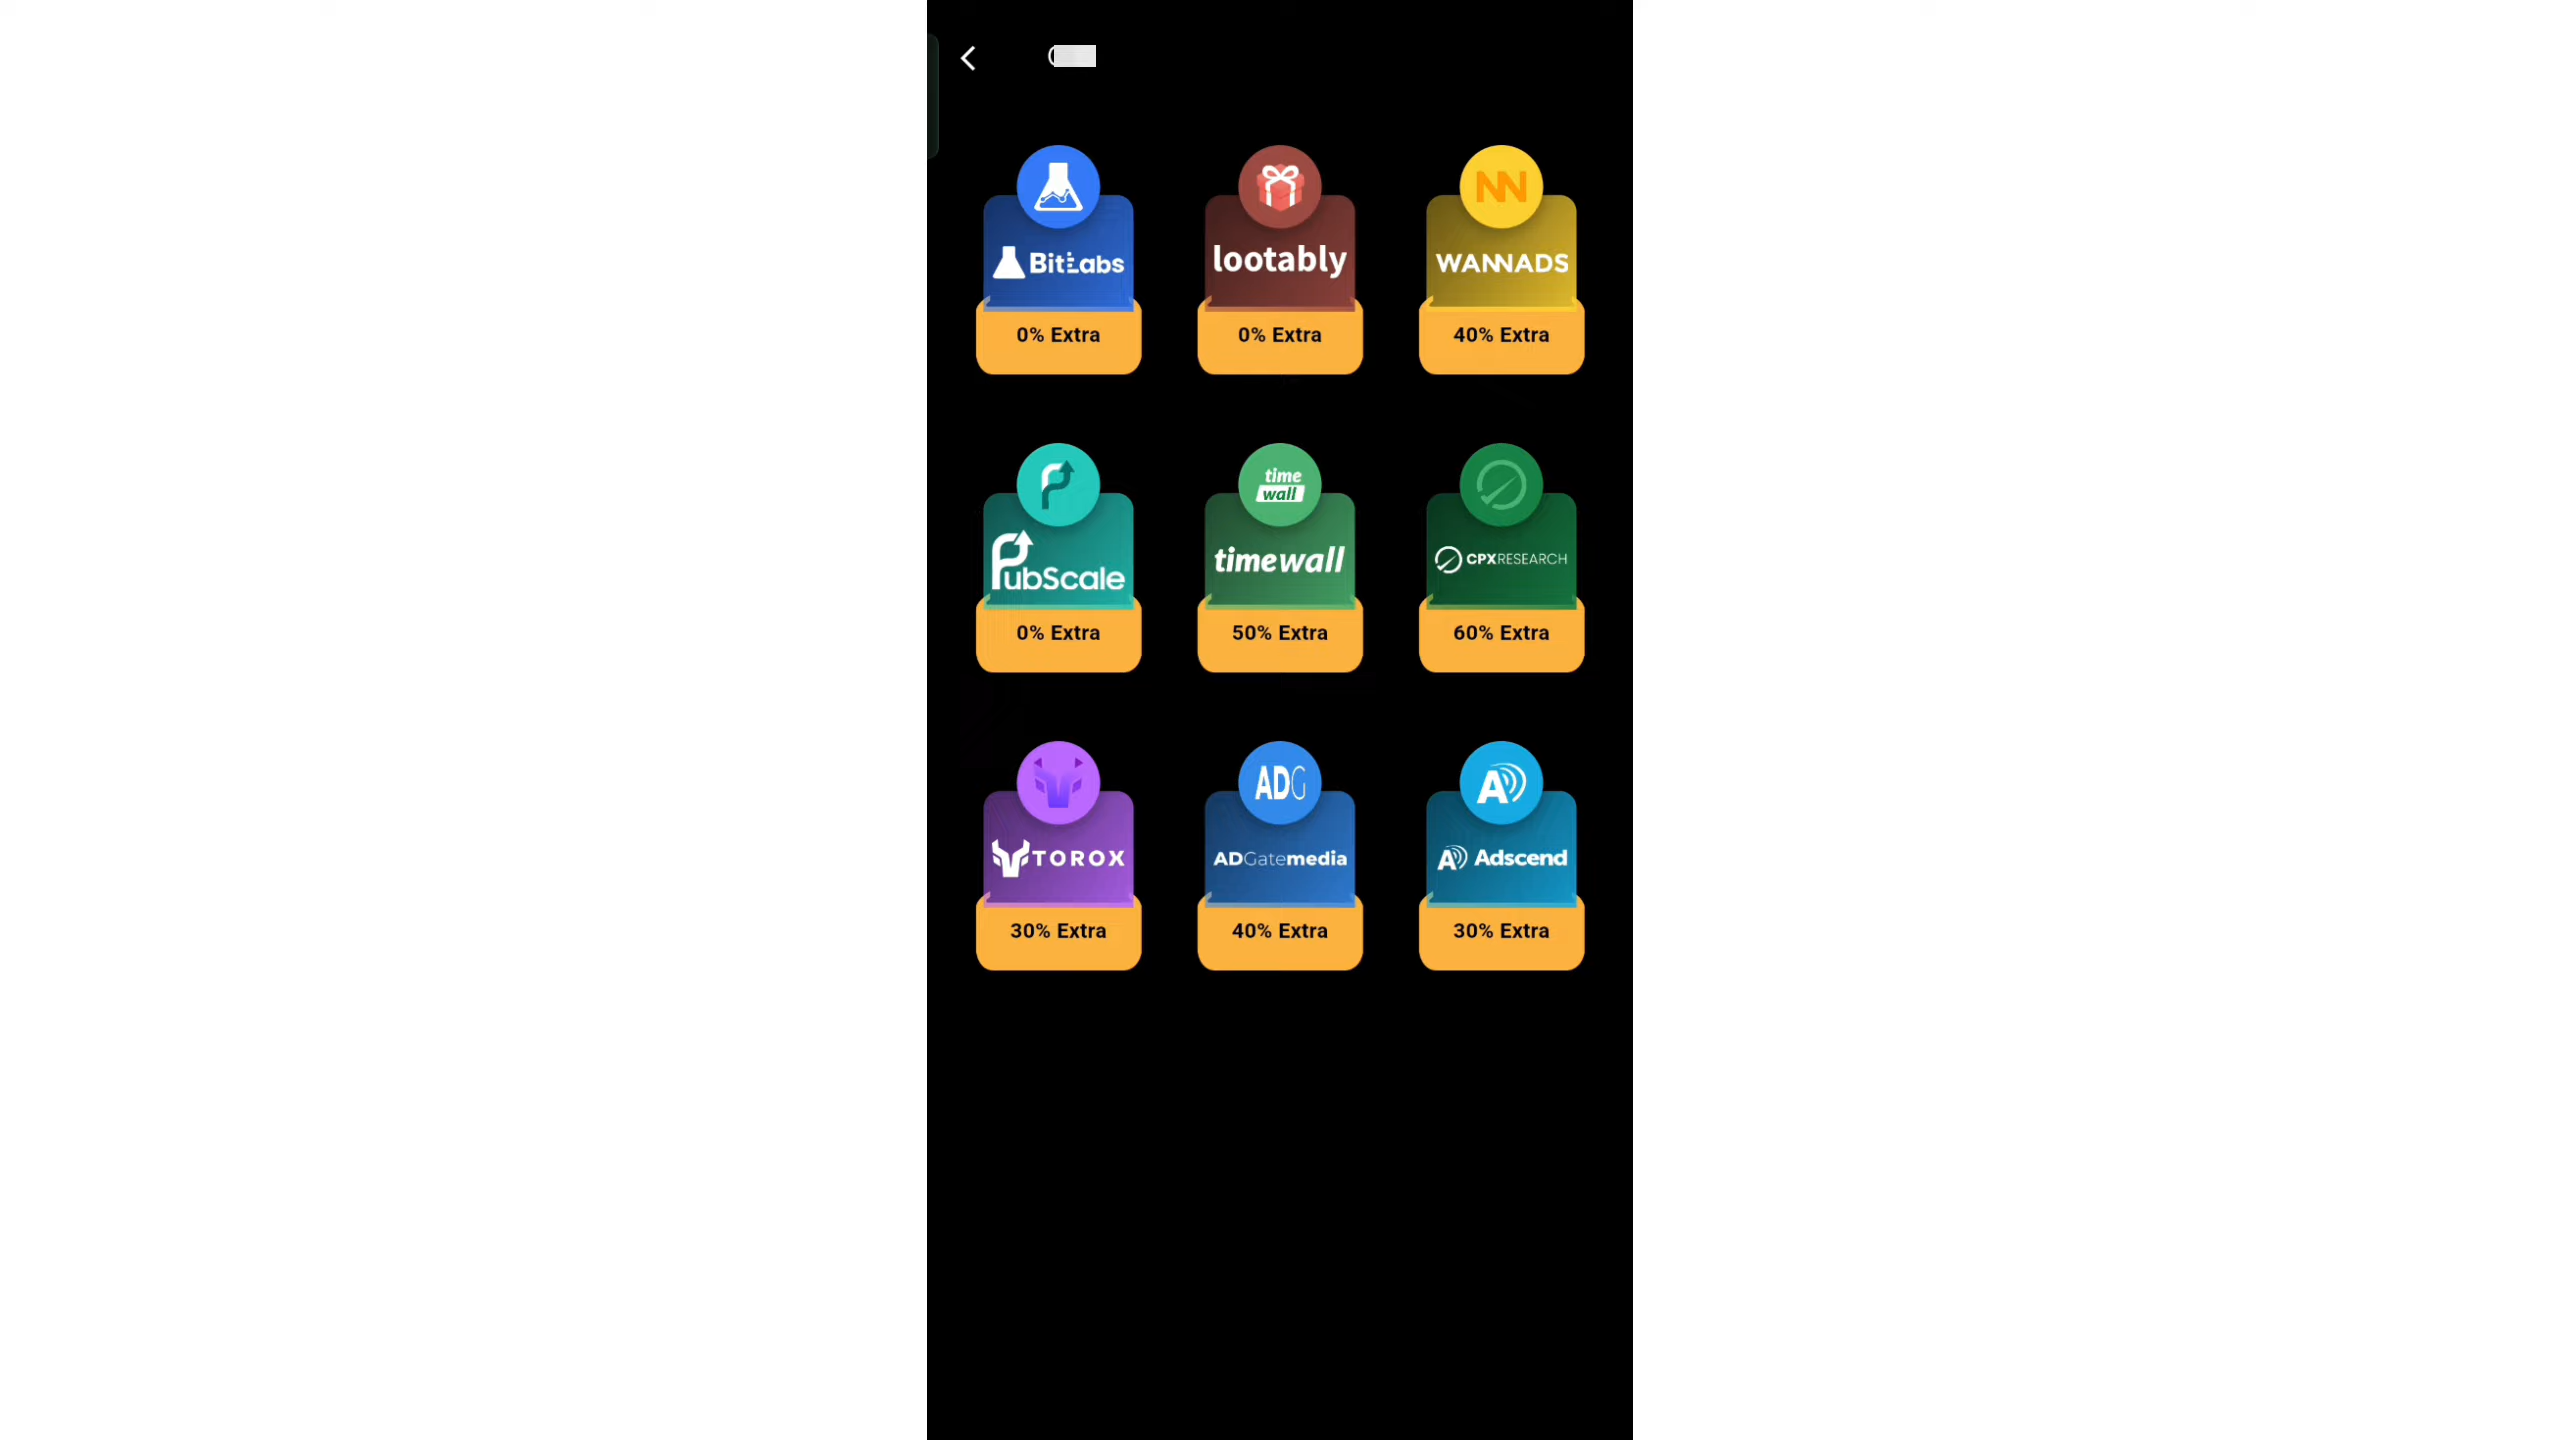 BitLabs
lootably
NN
WANNADS
0% Extra
0% Extra
40% Extra
time
wall
PubScale
timewall
CPXRESEARCH
0% Extra
50% Extra
60% Extra
ADG
A
TOROX
ADGatemedia
A Adscend
30% Extra
40% Extra
30% Extra